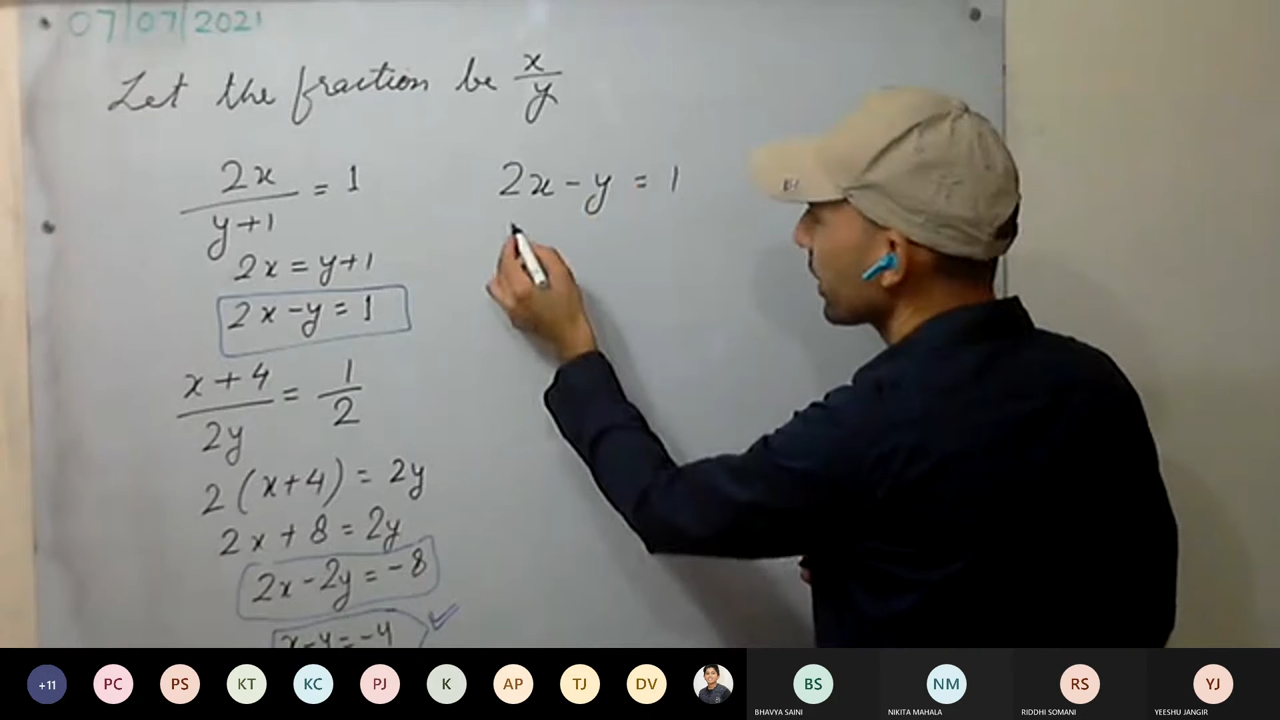 07/07/2021
Let the fraction be x/y
2x/(y+1) = 1
2x = y+1
2x - y = 1
(x+4)/2y = 1/2
2(x+4) = 2y
2x + 8 = 2y
2x - 2y = -8
x - y = -4
2x - y = 1
+11 PC PS KT KC PJ K AP TJ DV BS NM RS YJ
BHAVYA SAINI NIKITA MAHALA RIDDHI SOMANI YEESHU JANGIR